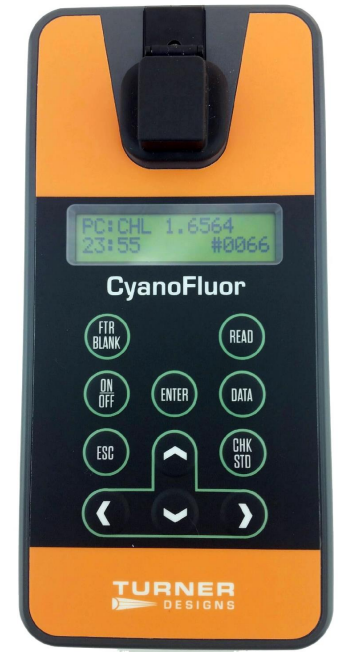 PC:CHL 1.6564
23:55 #0066
CyanoFluor
FTR
BLANK
READ
ON
OFF
ENTER
DATA
ESC
CHK
STD
TURNER
DESIGNS